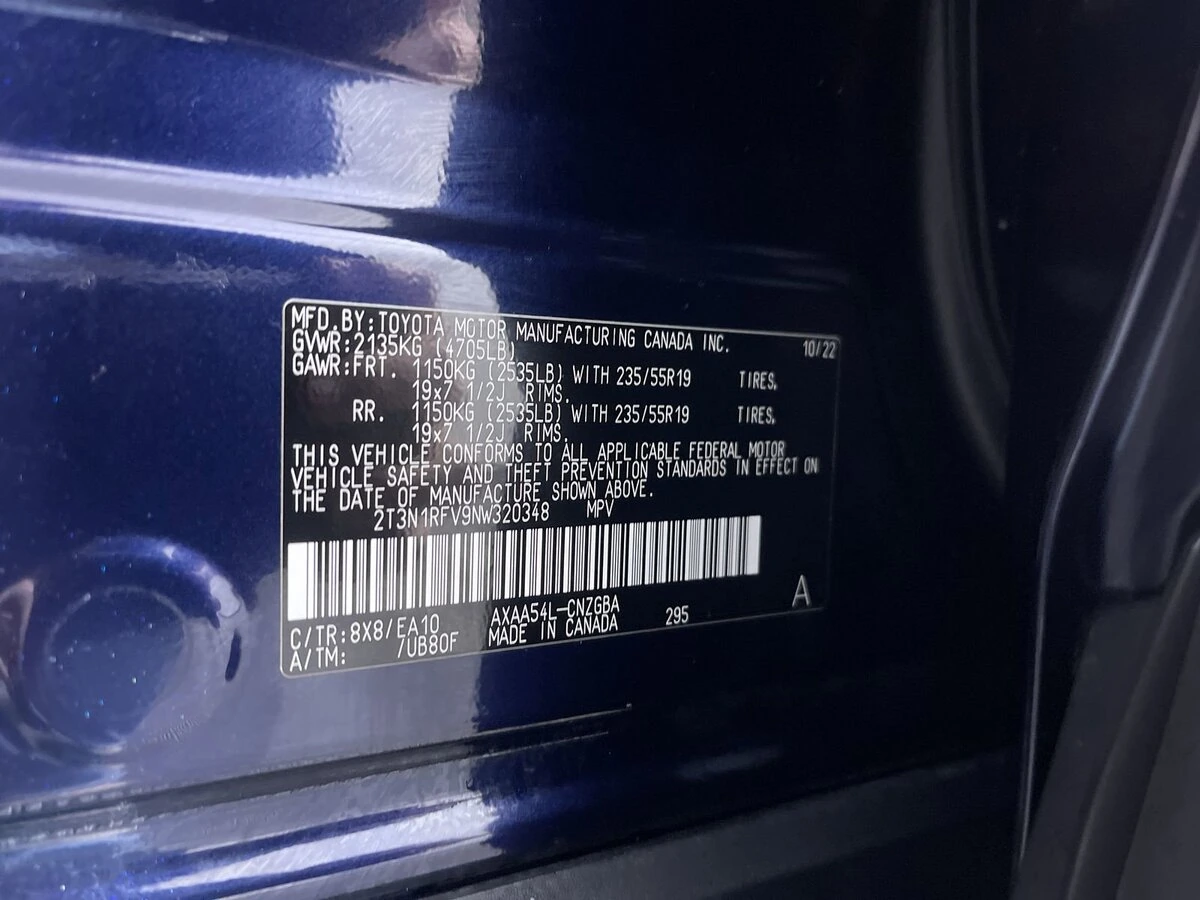 MFD.BY:TOYOTA MOTOR MANUFACTURING CANADA INC. 10/22
GVWR:2135KG (4705LB)
GAWR:FRT. 1150KG (2535LB) WITH 235/55R19 TIRES,
19x7 1/2J RIMS.
RR. 1150KG (2535LB) WITH 235/55R19 TIRES,
19x7 1/2J RIMS.
THIS VEHICLE CONFORMS TO ALL APPLICABLE FEDERAL MOTOR
VEHICLE SAFETY AND THEFT PREVENTION STANDARDS IN EFFECT ON
THE DATE OF MANUFACTURE SHOWN ABOVE.
2T3N1RFV9NW320348 MPV
C/TR:8X8/EA10 AXAA54L-CNZGBA 295 A
A/TM: /UB80F MADE IN CANADA